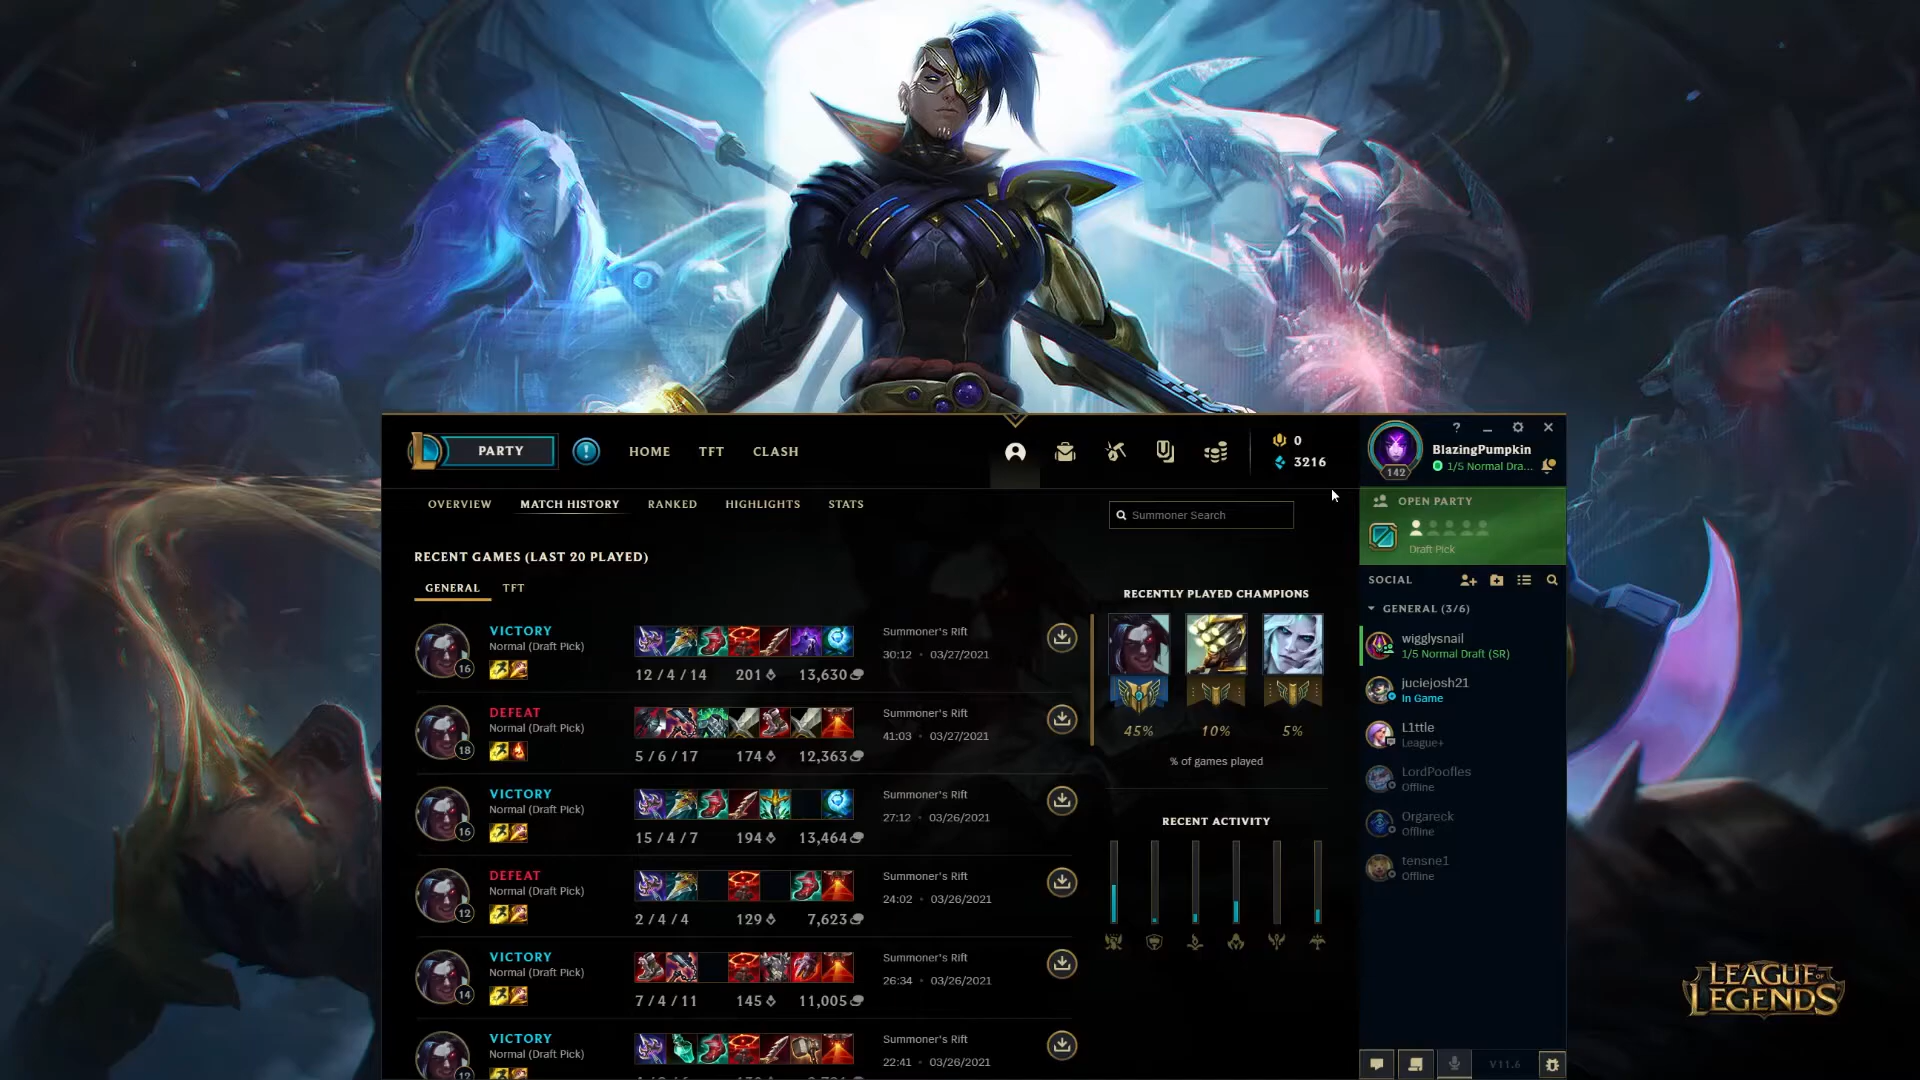 PARTY
!
HOME
TFT
CLASH
0
3216
?
BlazingPumpkin
1/5 Normal Dra...
142
OVERVIEW
MATCH HISTORY
RANKED
HIGHLIGHTS
STATS
Summoner Search
OPEN PARTY
Draft Pick
RECENT GAMES (LAST 20 PLAYED)
GENERAL
TFT
VICTORY
Normal (Draft Pick)
16
12 / 4 / 14
201
13,630
Summoner's Rift
30:12 • 03/27/2021
DEFEAT
Normal (Draft Pick)
18
5 / 6 / 17
174
12,363
Summoner's Rift
41:03 • 03/27/2021
VICTORY
Normal (Draft Pick)
16
15 / 4 / 7
194
13,464
Summoner's Rift
27:12 • 03/26/2021
DEFEAT
Normal (Draft Pick)
12
2 / 4 / 4
129
7,623
Summoner's Rift
24:02 • 03/26/2021
VICTORY
Normal (Draft Pick)
14
7 / 4 / 11
145
11,005
Summoner's Rift
26:34 • 03/26/2021
VICTORY
Normal (Draft Pick)
12
Summoner's Rift
22:41 • 03/26/2021
RECENTLY PLAYED CHAMPIONS
45%
10%
5%
% of games played
RECENT ACTIVITY
SOCIAL
GENERAL (3/6)
wigglysnail
1/5 Normal Draft (SR)
juciejosh21
In Game
L1ttle
League+
LordPoofles
Offline
Orgareck
Offline
tensne1
Offline
V11.6
LEAGUE OF
LEGENDS